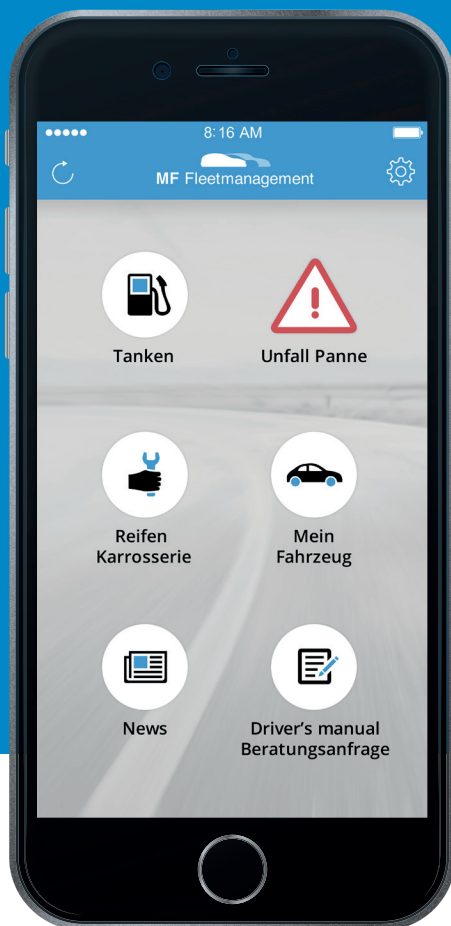 8:16 AM
MF Fleetmanagement
Tanken
Unfall Panne
Reifen
Karrosserie
Mein
Fahrzeug
News
Driver's manual
Beratungsanfrage